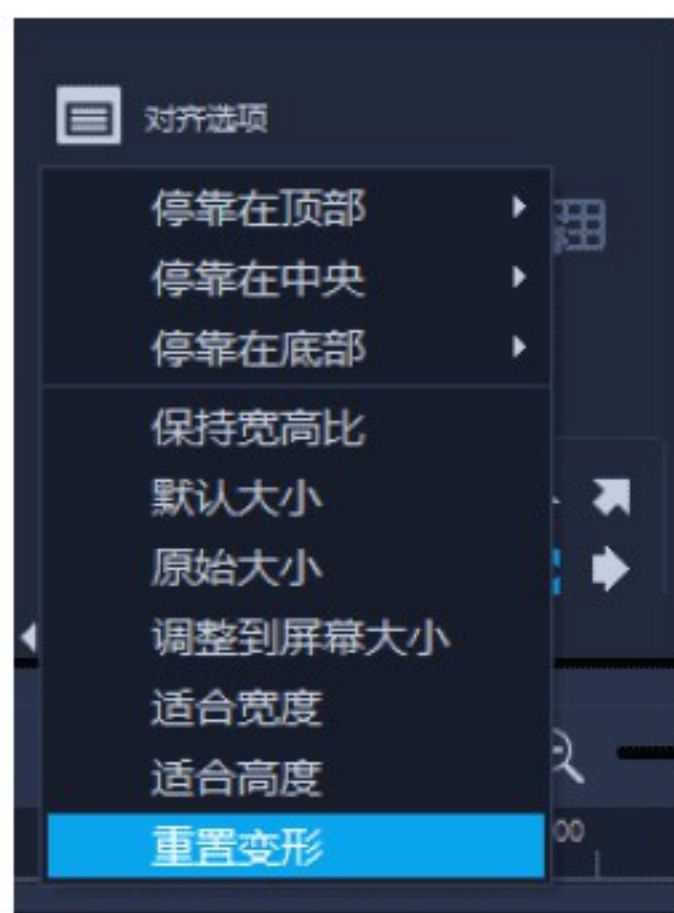 对齐选项
停靠在顶部
停靠在中央
停靠在底部
保持宽高比
默认大小
原始大小
调整到屏幕大小
适合宽度
适合高度
重置变形
00